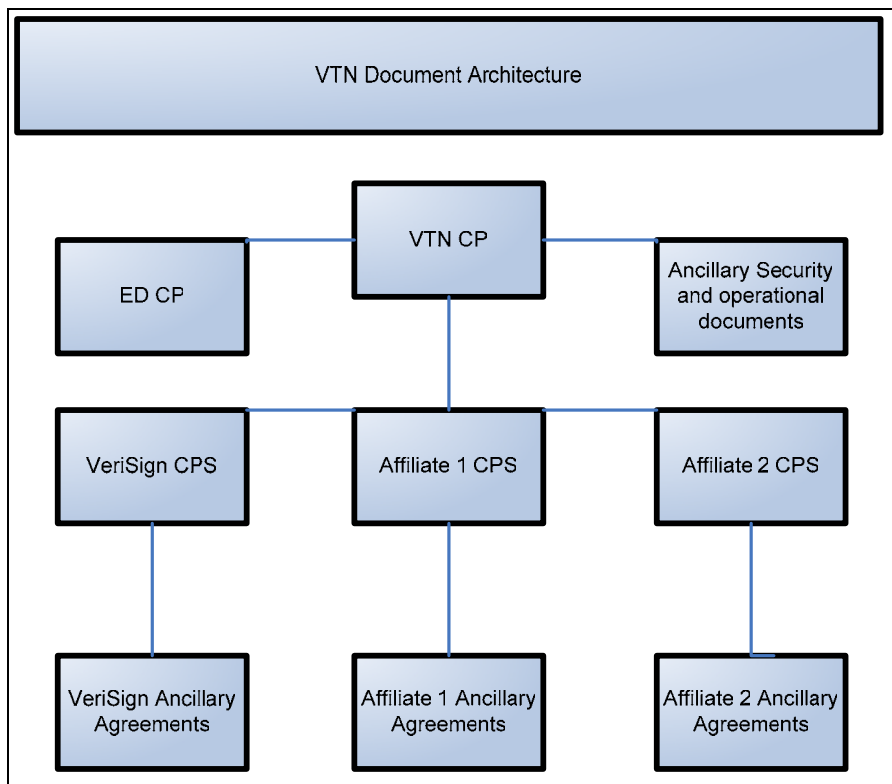 VTN Document Architecture
VTN CP
ED CP
Ancillary Security
and operational
documents
VeriSign CPS
Affiliate 1 CPS
Affiliate 2 CPS
VeriSign Ancillary
Agreements
Affiliate 1 Ancillary
Agreements
Affiliate 2 Ancillary
Agreements